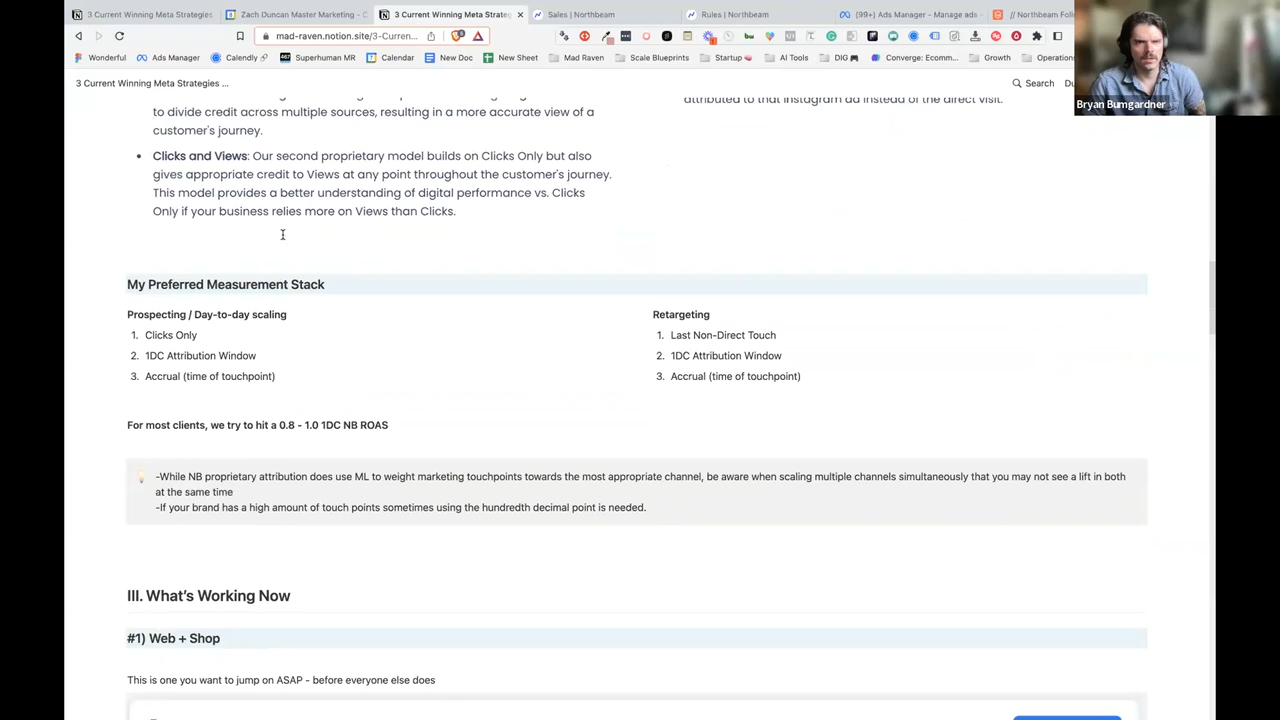 3 Current Winning Meta Strategies
Zach Duncan Master Marketing - C
3 Current Winning Meta Strate
Sales | Northbeam
Rules | Northbeam
(99+) Ads Manager - Manage ads -
// Northbeam Foll
mad-raven.notion.site/3-Curren...
Wonderful
Ads Manager
Calendly
Superhuman MR
Calendar
New Doc
New Sheet
Mad Raven
Scale Blueprints
Startup
AI Tools
DIG
Converge: Ecomm...
Growth
Operations
3 Current Winning Meta Strategies ...
Search
Du
Bryan Bumgardner
to divide credit across multiple sources, resulting in a more accurate view of a
customer's journey.
attributed to that Instagram ad instead of the direct visit.
• Clicks and Views: Our second proprietary model builds on Clicks Only but also
gives appropriate credit to Views at any point throughout the customer's journey.
This model provides a better understanding of digital performance vs. Clicks
Only if your business relies more on Views than Clicks.
My Preferred Measurement Stack
Prospecting / Day-to-day scaling
1. Clicks Only
2. 1DC Attribution Window
3. Accrual (time of touchpoint)
Retargeting
1. Last Non-Direct Touch
2. 1DC Attribution Window
3. Accrual (time of touchpoint)
For most clients, we try to hit a 0.8 - 1.0 1DC NB ROAS
-While NB proprietary attribution does use ML to weight marketing touchpoints towards the most appropriate channel, be aware when scaling multiple channels simultaneously that you may not see a lift in both
at the same time
-If your brand has a high amount of touch points sometimes using the hundredth decimal point is needed.
III. What's Working Now
#1) Web + Shop
This is one you want to jump on ASAP - before everyone else does